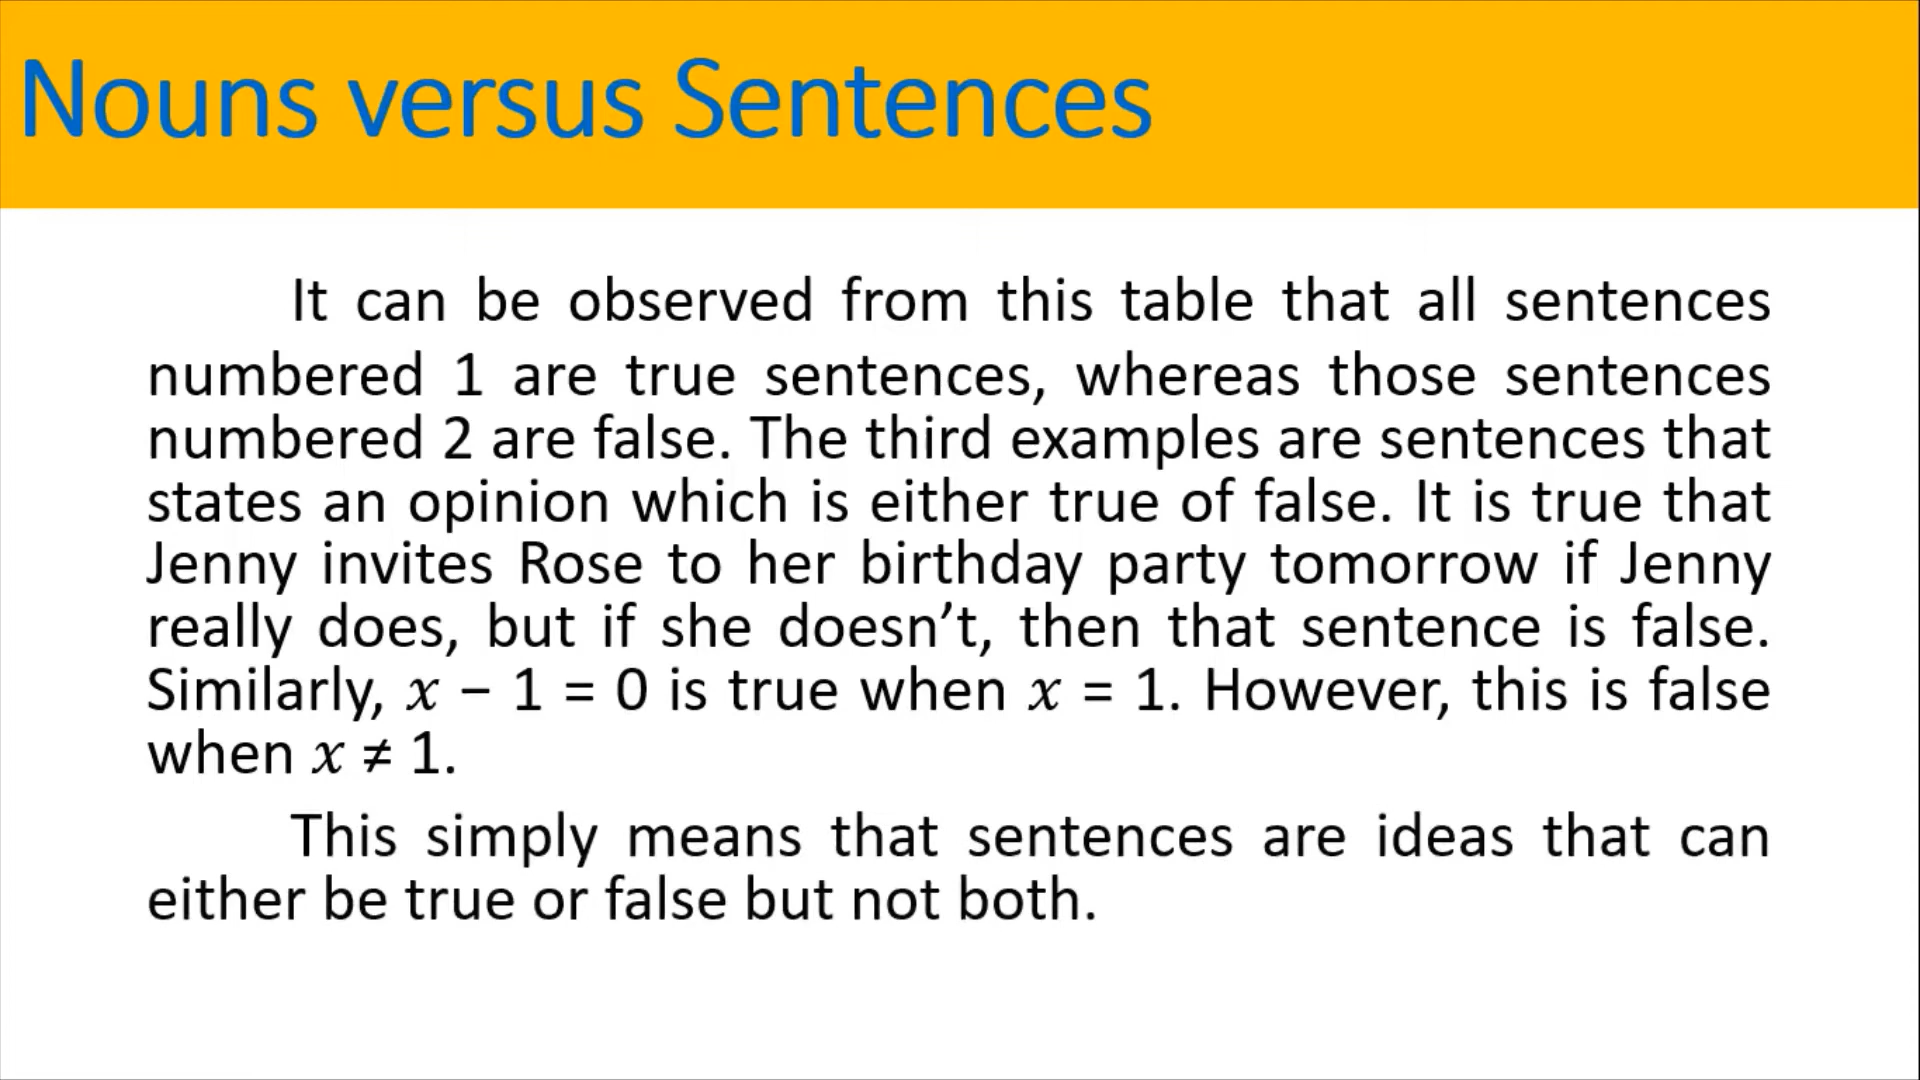 Nouns versus Sentences
It can be observed from this table that all sentences
numbered 1 are true sentences, whereas those sentences
numbered 2 are false. The third examples are sentences that
states an opinion which is either true of false. It is true that
Jenny invites Rose to her birthday party tomorrow if Jenny
really does, but if she doesn’t, then that sentence is false.
Similarly, x − 1 = 0 is true when x = 1. However, this is false
when x ≠ 1.
This simply means that sentences are ideas that can
either be true or false but not both.